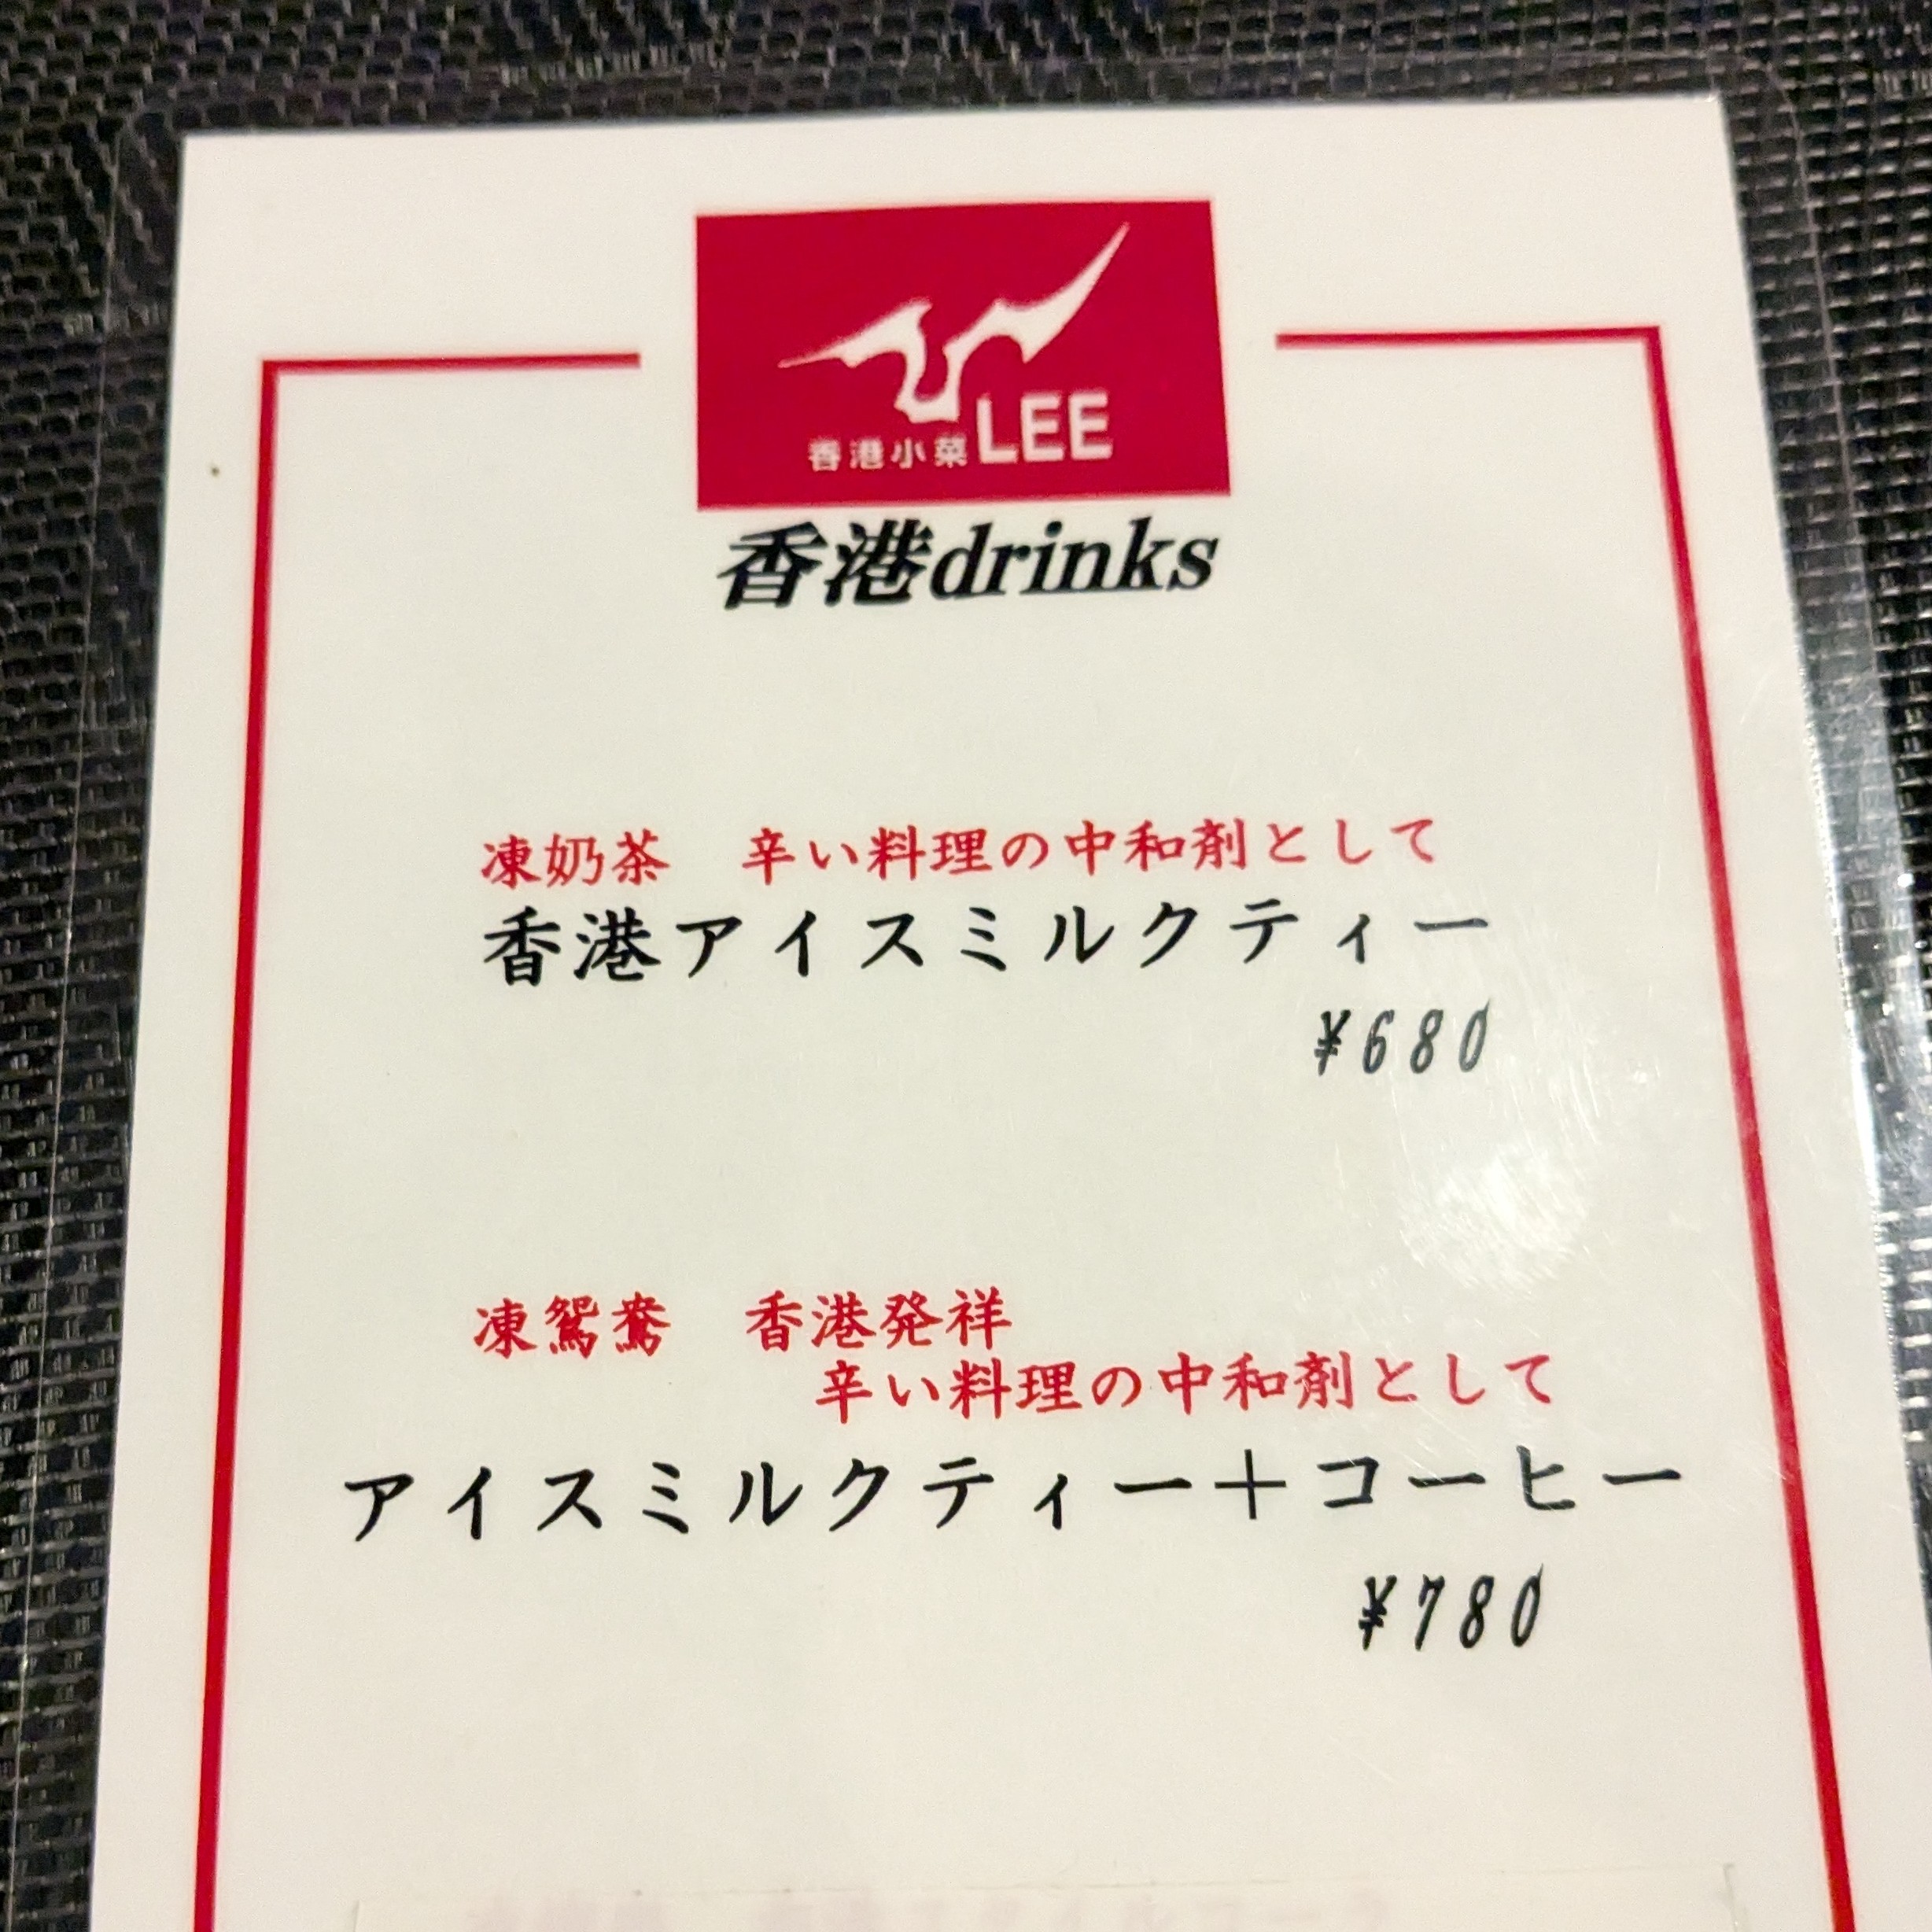 香港小菜LEE
香港drinks
凍奶茶　辛い料理の中和剤として
香港アイスミルクティー
¥680
凍鴛鴦　香港発祥
辛い料理の中和剤として
アイスミルクティー＋コーヒー
¥780